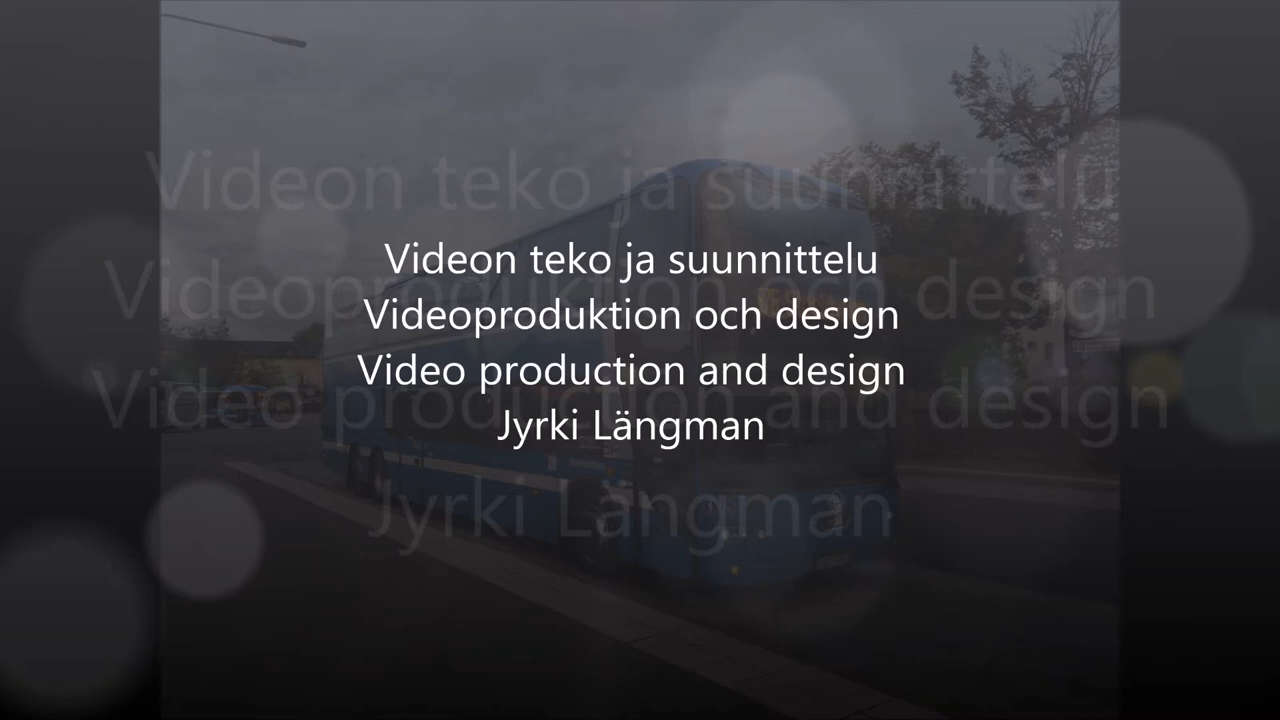 Videon teko ja suunnittelu
Videoproduktion och design
Video production and design
Jyrki Längman